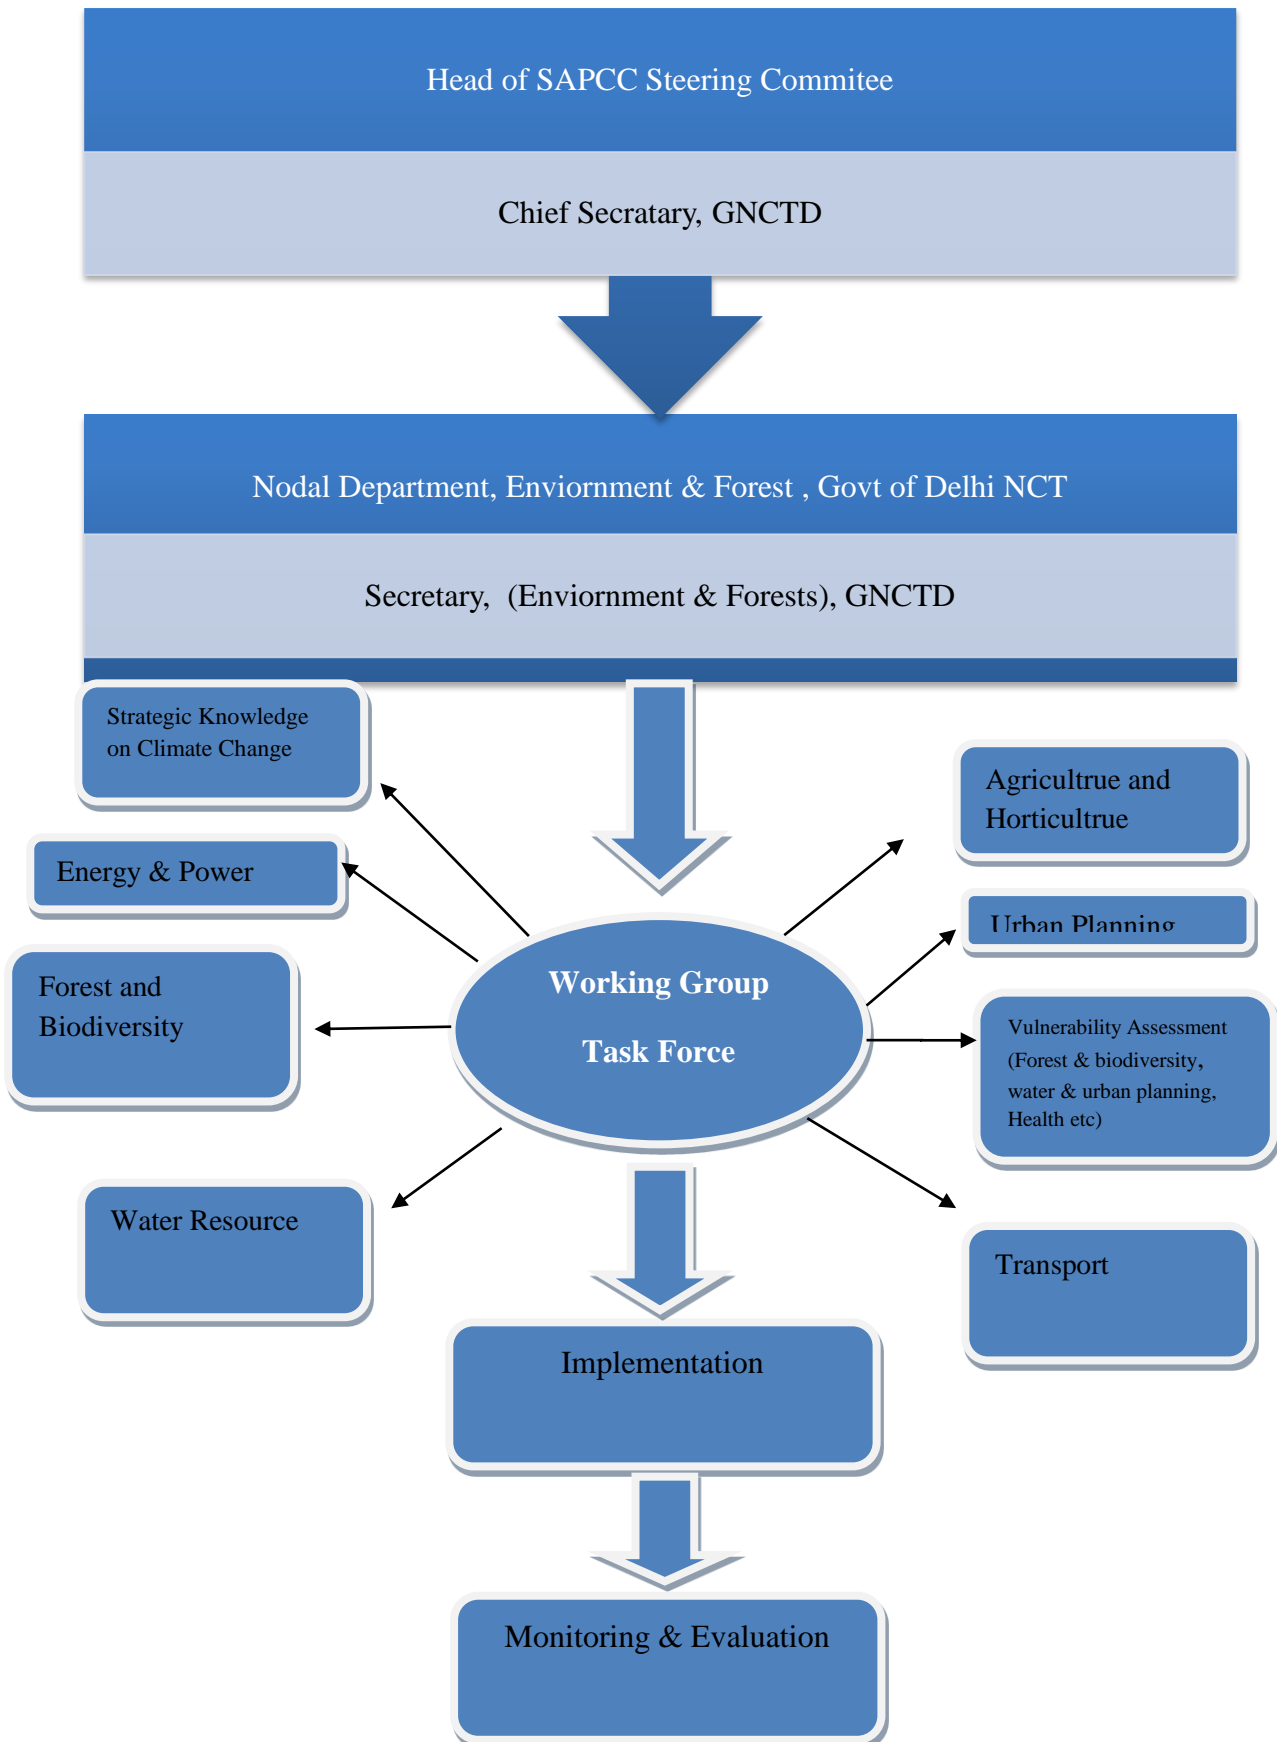 Head of SAPCC Steering Commitee
Chief Secratary, GNCTD
Nodal Department, Enviornment & Forest , Govt of Delhi NCT
Secretary, (Enviornment & Forests), GNCTD
Strategic Knowledge
on Climate Change
Energy & Power
Forest and
Biodiversity
Water Resource
Working Group
Task Force
Agricultrue and
Horticultrue
Urban Planning
Vulnerability Assessment
(Forest & biodiversity,
water & urban planning,
Health etc)
Transport
Implementation
Monitoring & Evaluation